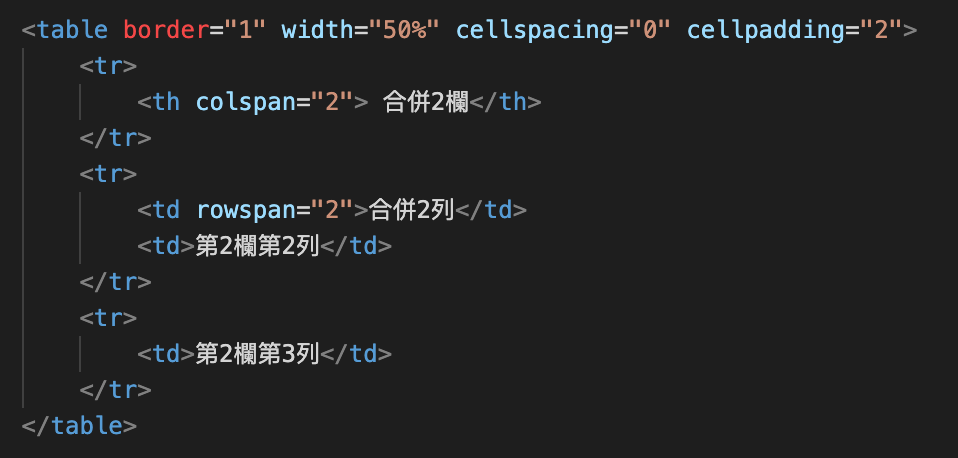 <table border="1" width="50%" cellspacing="0" cellpadding="2">
    <tr>
        <th colspan="2"> 合併2欄</th>
    </tr>
    <tr>
        <td rowspan="2">合併2列</td>
        <td>第2欄第2列</td>
    </tr>
    <tr>
        <td>第2欄第3列</td>
    </tr>
</table>